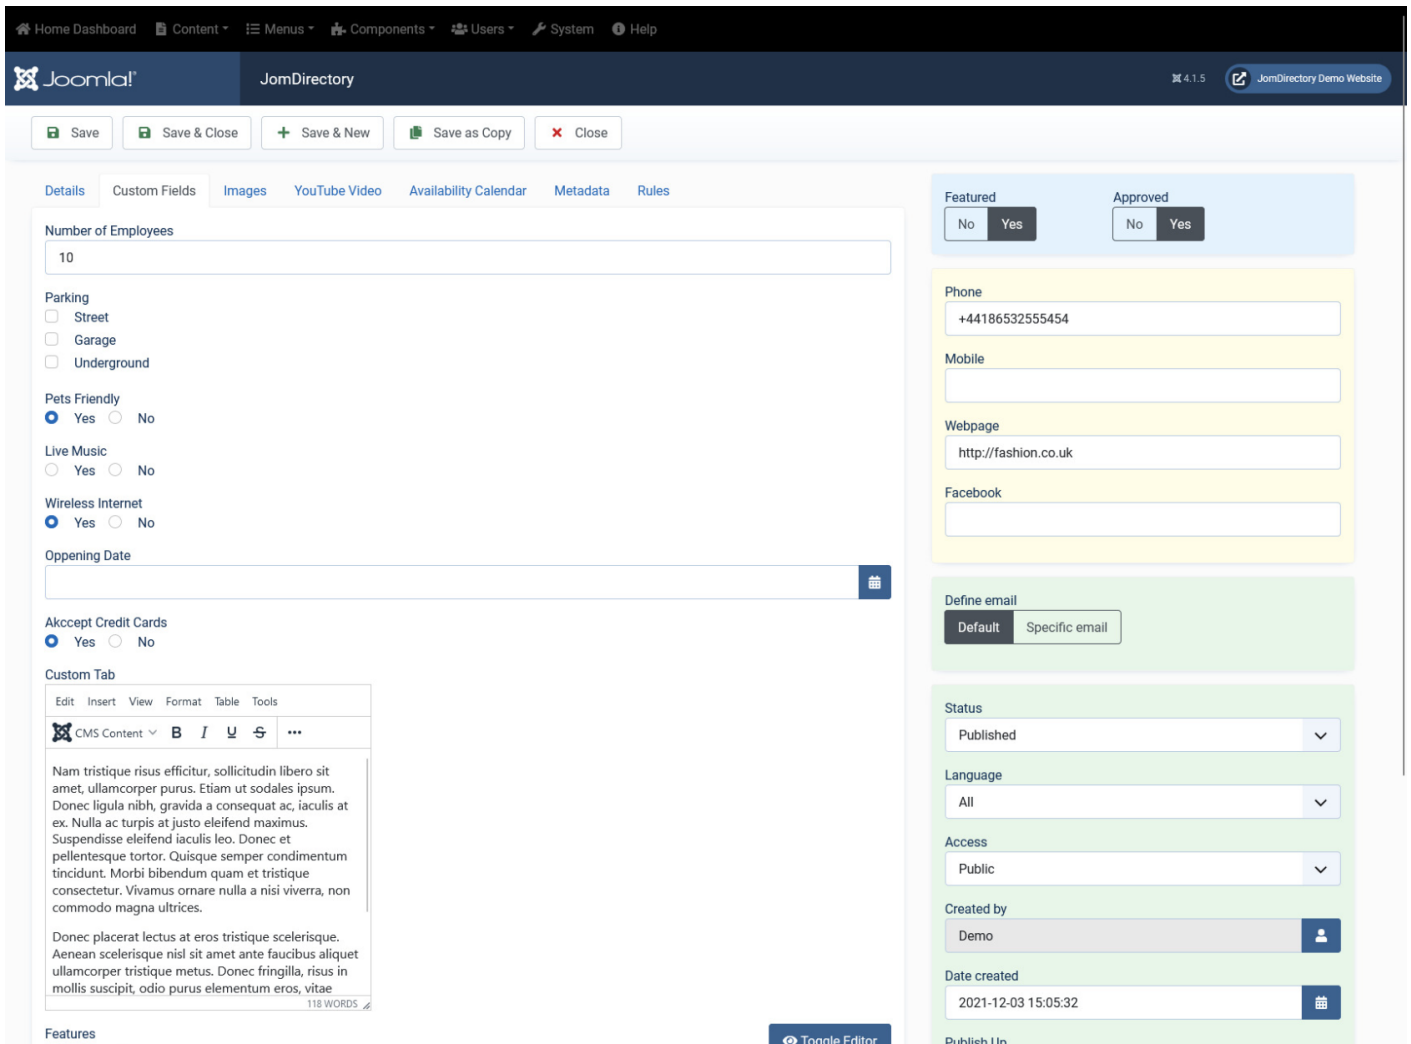 Home Dashboard Content Menus Components Users System Help
Joomla! JomDirectory 4.1.5 JomDirectory Demo Website
Save Save & Close Save & New Save as Copy Close
Details Custom Fields Images YouTube Video Availability Calendar Metadata Rules
Number of Employees
10
Parking
Street
Garage
Underground
Pets Friendly
Yes No
Live Music
Yes No
Wireless Internet
Yes No
Oppening Date
Akccept Credit Cards
Yes No
Custom Tab
Edit Insert View Format Table Tools
CMS Content B I U S ...
Nam tristique risus efficitur, sollicitudin libero sit
amet, ullamcorper purus. Etiam ut sodales ipsum.
Donec ligula nibh, gravida a consequat ac, iaculis at
ex. Nulla ac turpis at justo eleifend maximus.
Suspendisse eleifend iaculis leo. Donec et
pellentesque tortor. Quisque semper condimentum
tincidunt. Morbi bibendum quam et tristique
consectetur. Vivamus ornare nulla a nisi viverra, non
commodo magna ultrices.
Donec placerat lectus at eros tristique scelerisque.
Aenean scelerisque nisl sit amet ante faucibus aliquet
ullamcorper tristique metus. Donec fringilla, risus in
mollis suscipit, odio purus elementum eros, vitae
118 WORDS
Features
Toggle Editor
Featured Approved
No Yes No Yes
Phone
+44186532555454
Mobile
Webpage
http://fashion.co.uk
Facebook
Define email
Default Specific email
Status
Published
Language
All
Access
Public
Created by
Demo
Date created
2021-12-03 15:05:32
Publish Up